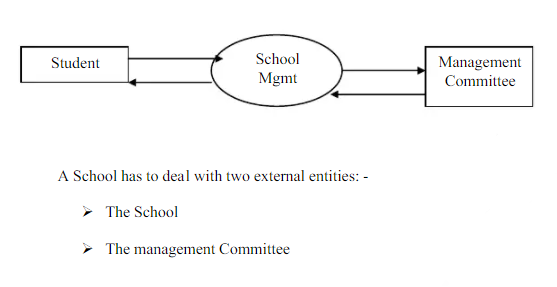 Student
School
Mgmt
Management
Committee
A School has to deal with two external entities: -
➢ The School
➢ The management Committee